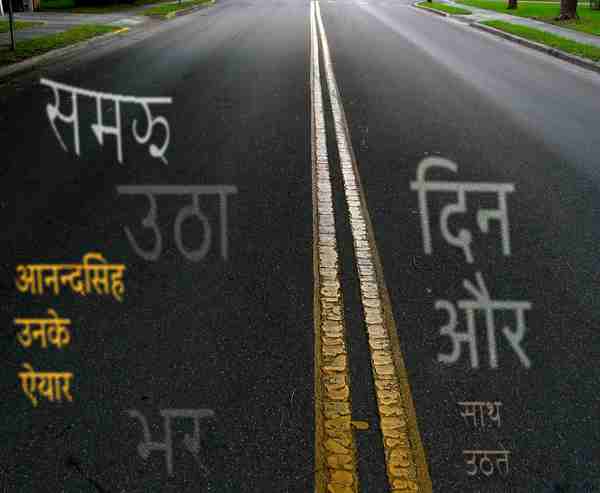 समझ
उठा
आनन्दसिंह
उनके
ऐयार
भर
दिन
और
साथ
उठते